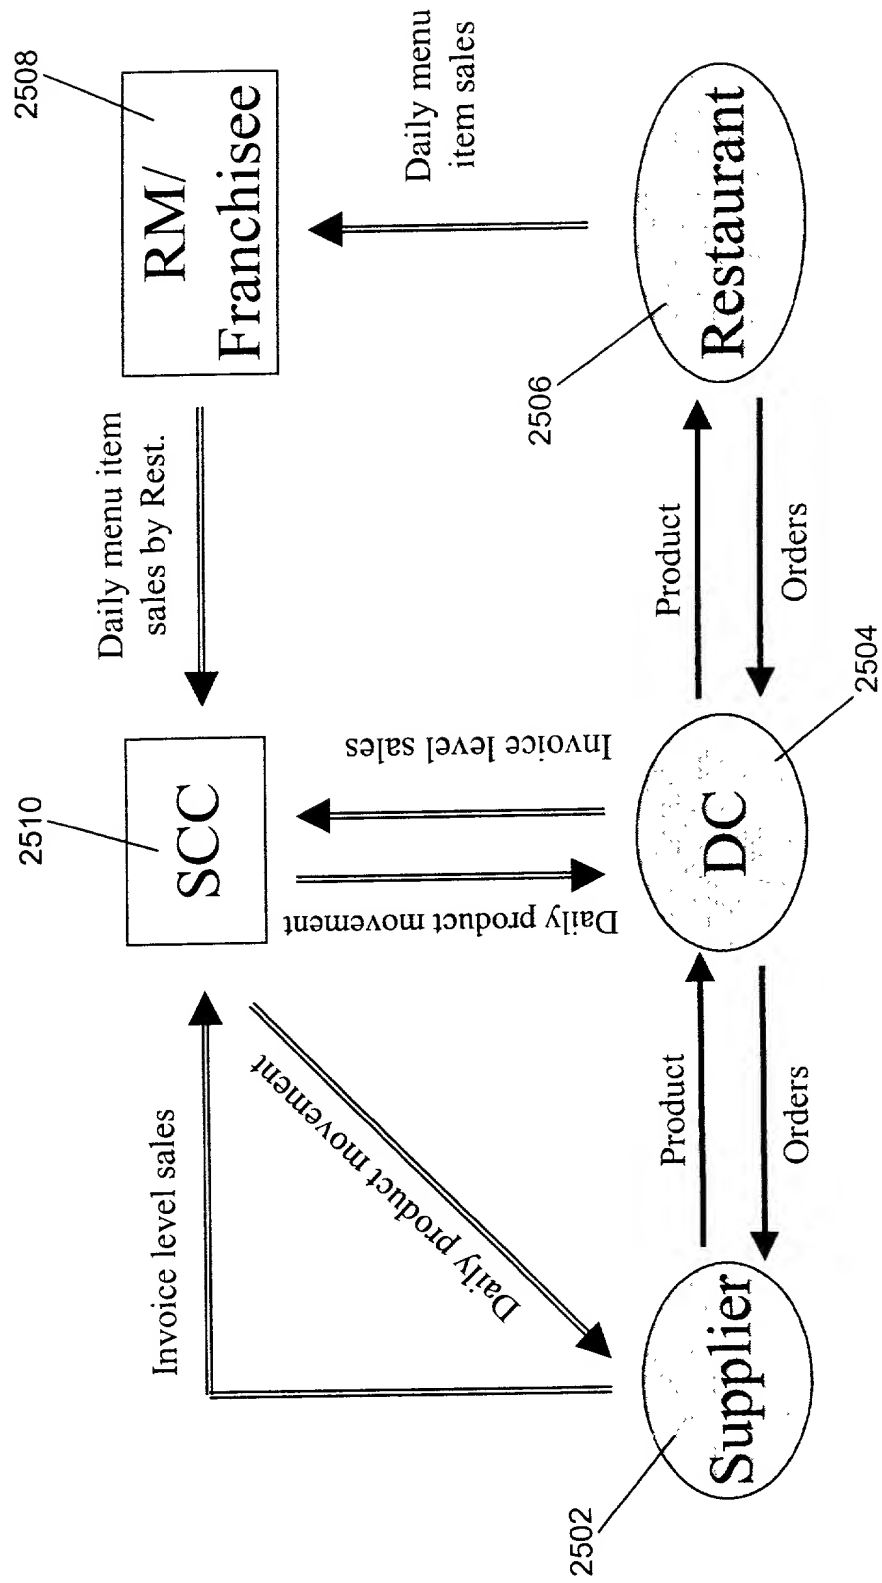 2510
2508
SCC
RM/
Franchisee
Daily menu item
sales by Rest.
Daily menu
item sales
Invoice level sales
Daily product movement
Daily product movement
Invoice level sales
2506
2502
Supplier
DC
Restaurant
Product
Orders
Product
Orders
2504